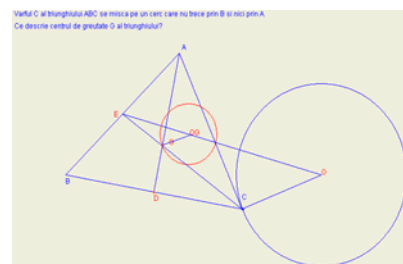 Varful C al triunghiului ABC se misca pe un cerc care nu trece prin B si nici prin A.
Ce descrie centrul de greutate G al triunghiului?
A
E
OG
G
B
O
D
C